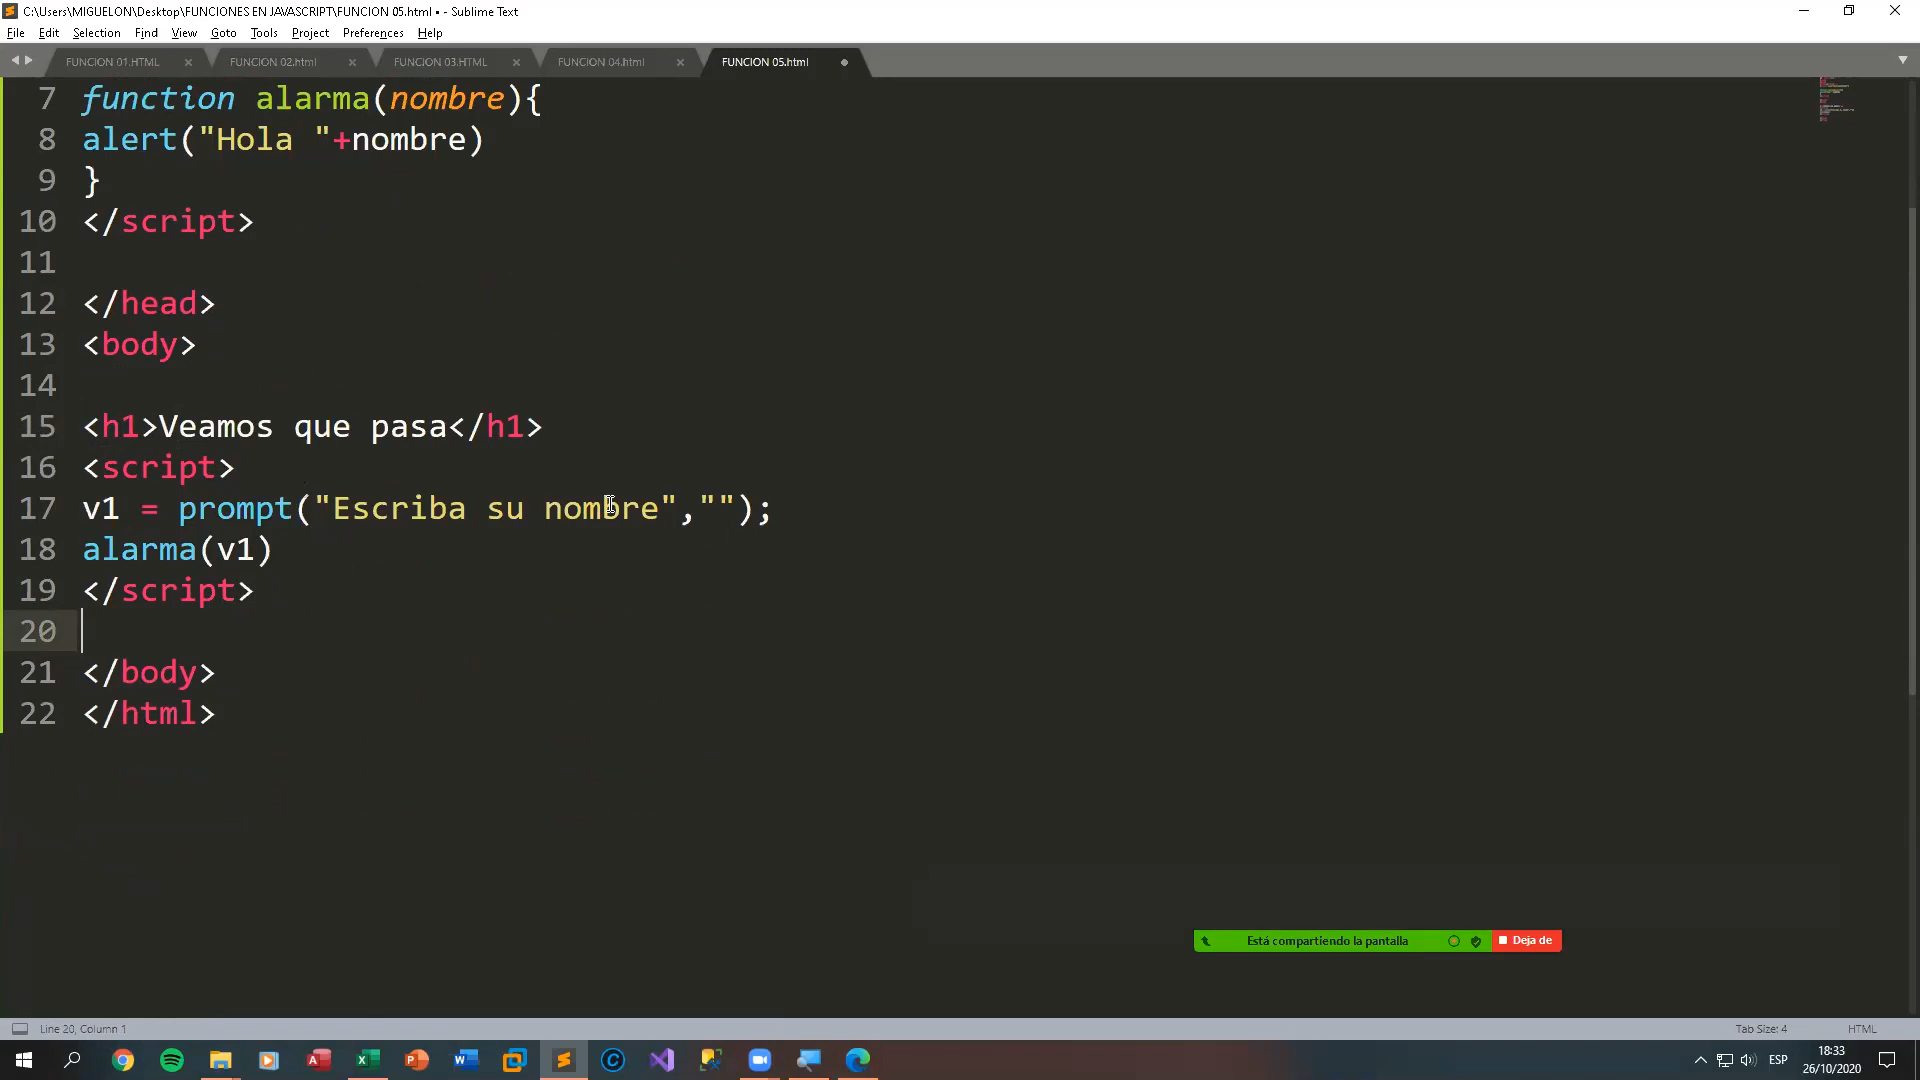 C:\Users\MIGUELON\Desktop\FUNCIONES EN JAVASCRIPT\FUNCION 05.html • - Sublime Text
File Edit Selection Find View Goto Tools Project Preferences Help
FUNCION 01.HTML FUNCION 02.html FUNCION 03.HTML FUNCION 04.html FUNCION 05.html
7 function alarma(nombre){
8 alert("Hola "+nombre)
9 }
10 </script>
11
12 </head>
13 <body>
14
15 <h1>Veamos que pasa</h1>
16 <script>
17 v1 = prompt("Escriba su nombre","");
18 alarma(v1)
19 </script>
20
21 </body>
22 </html>
Está compartiendo la pantalla Deja de
Line 20, Column 1 Tab Size: 4 HTML
ESP 18:33
26/10/2020